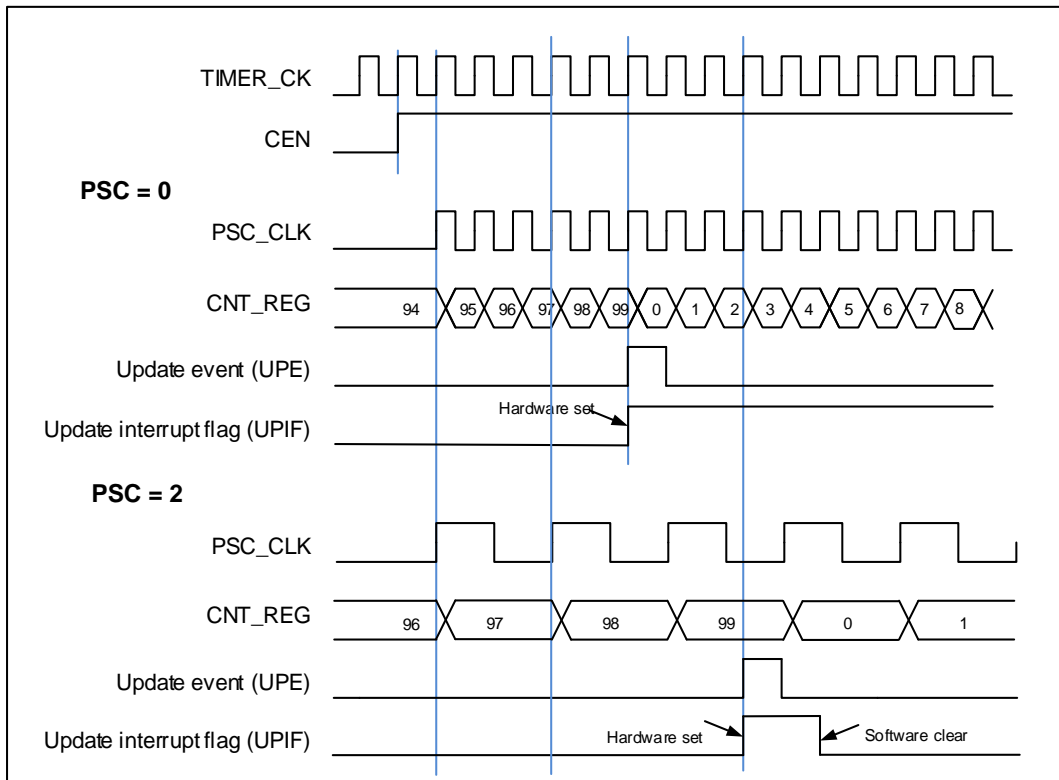 TIMER_CK
CEN
PSC = 0
PSC_CLK
CNT_REG 94 95 96 97 98 99 0 1 2 3 4 5 6 7 8
Update event (UPE)
Hardware set
Update interrupt flag (UPIF)
PSC = 2
PSC_CLK
CNT_REG 96 97 98 99 0 1
Update event (UPE)
Update interrupt flag (UPIF) Hardware set Software clear